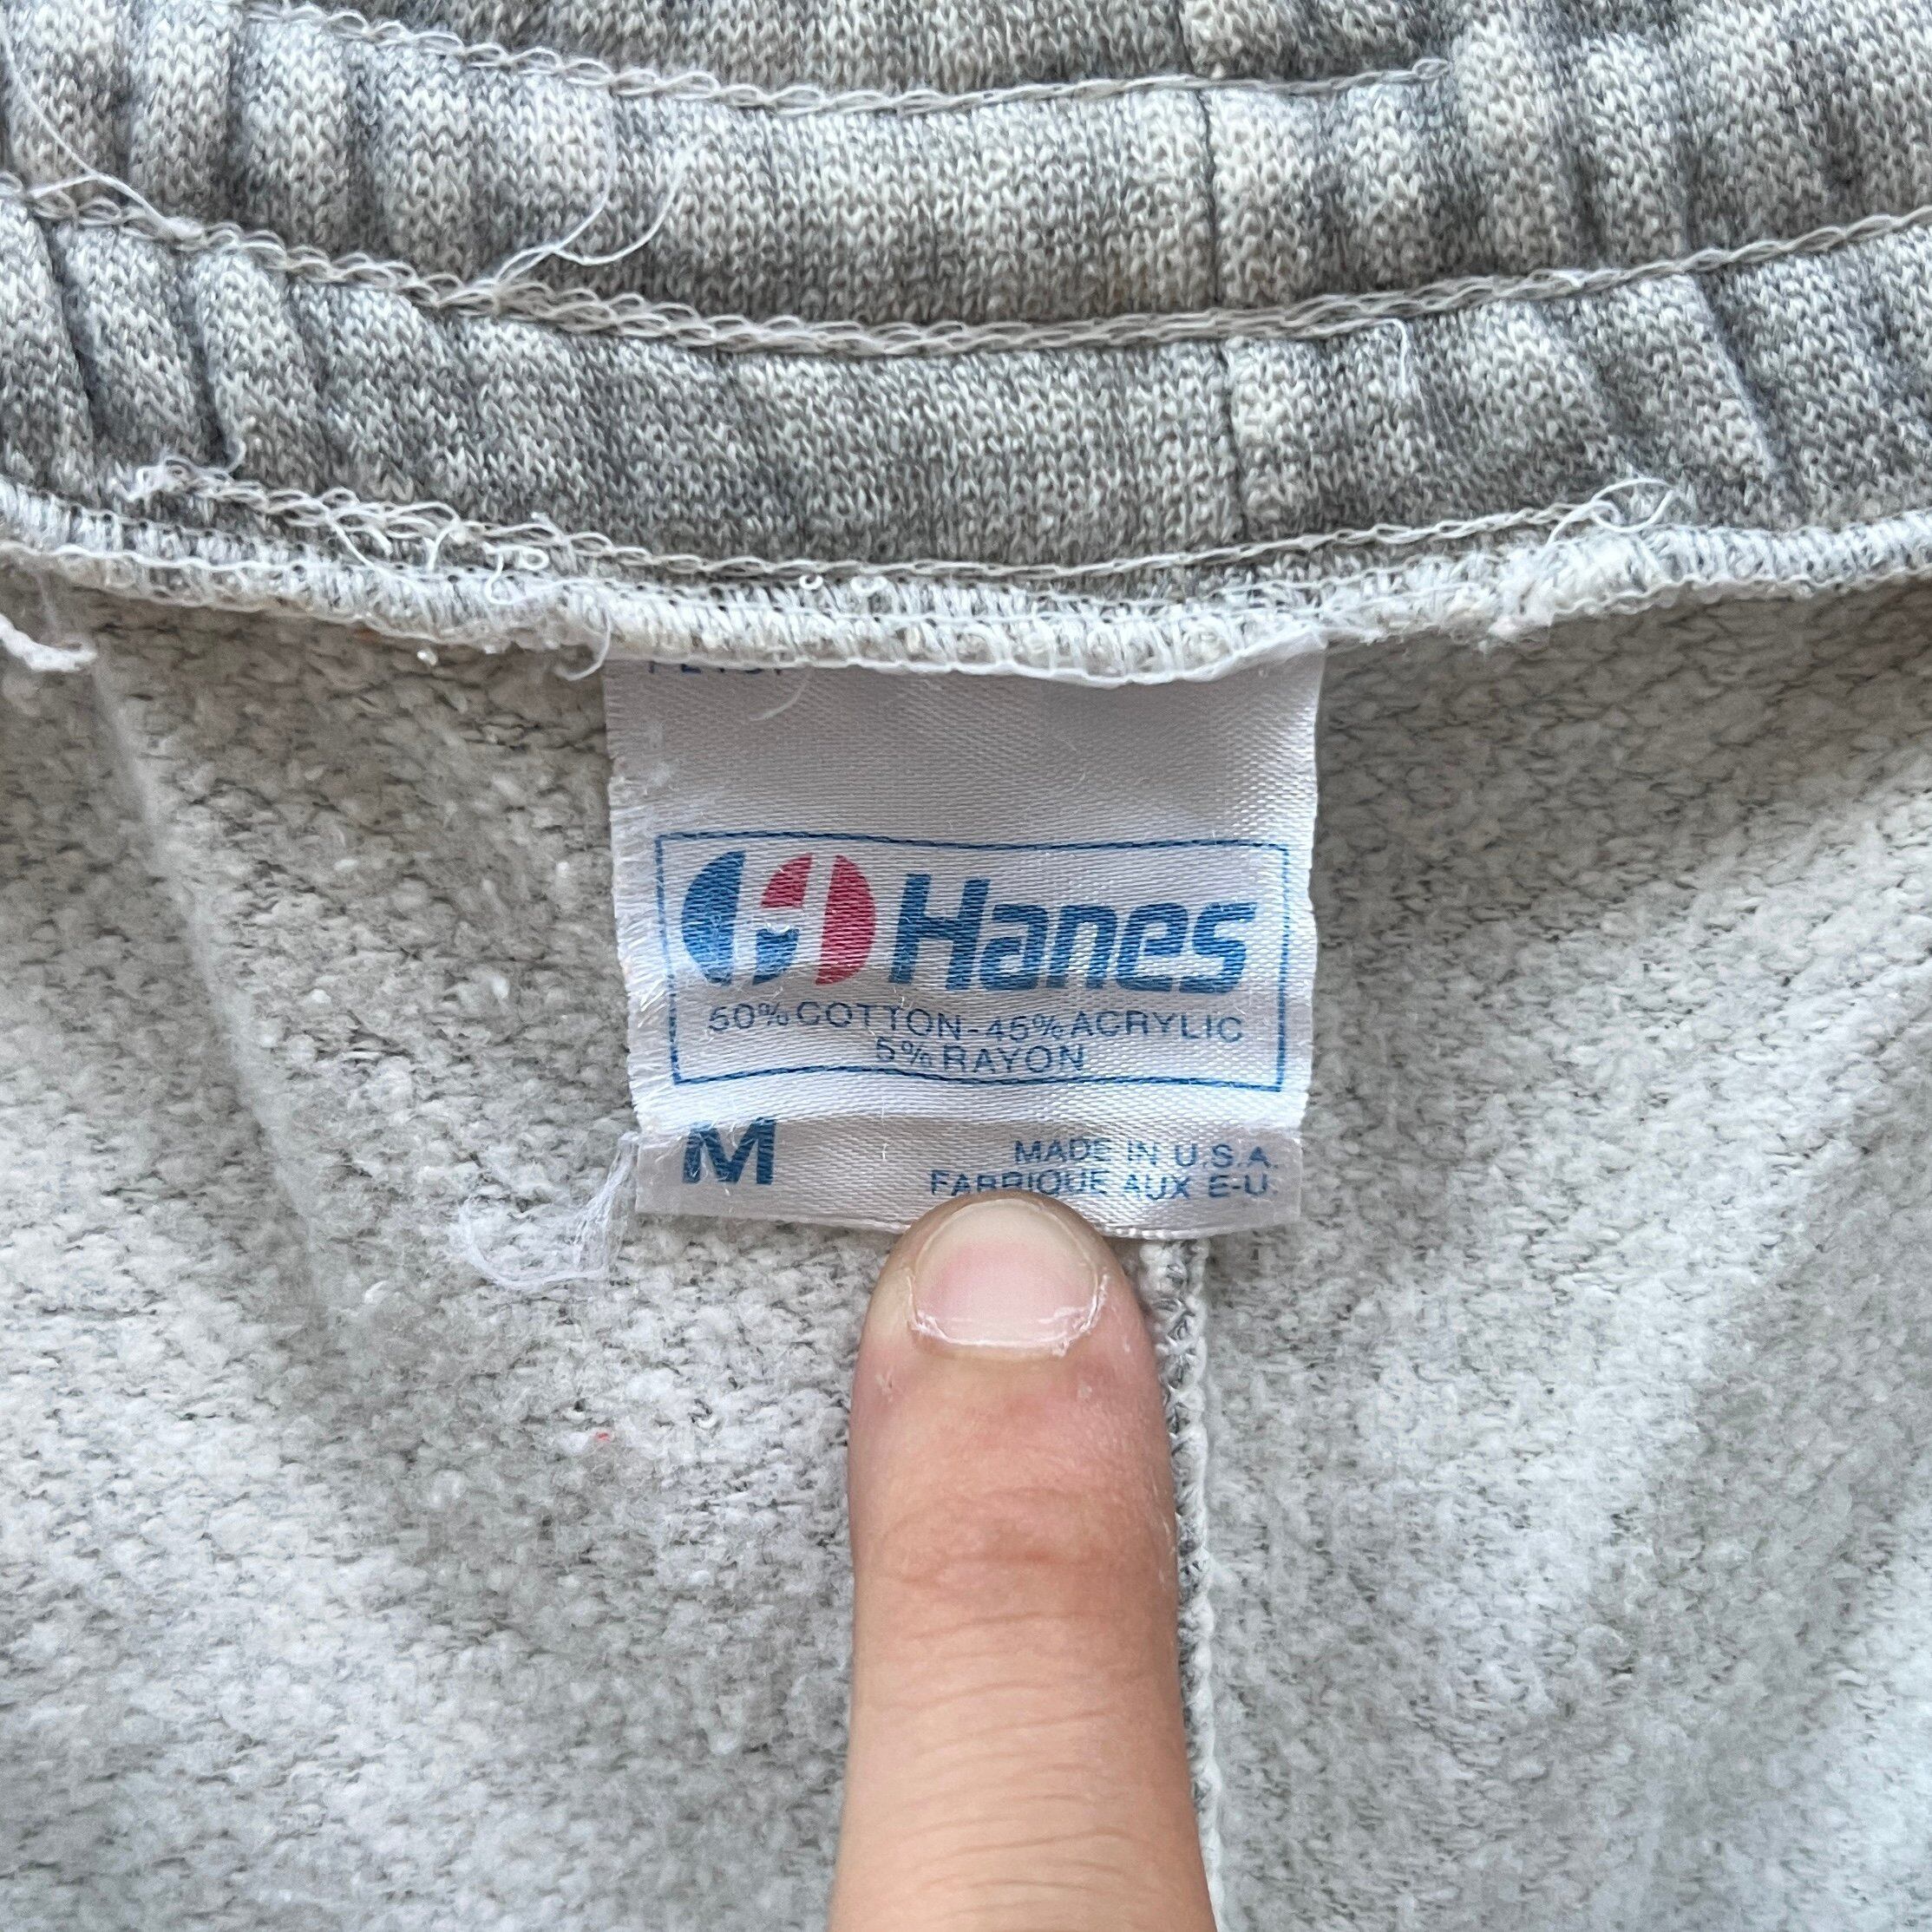 Hanes
50% COTTON-45% ACRYLIC
5% RAYON
M
MADE IN U.S.A.
FABRIQUE AUX E-U.